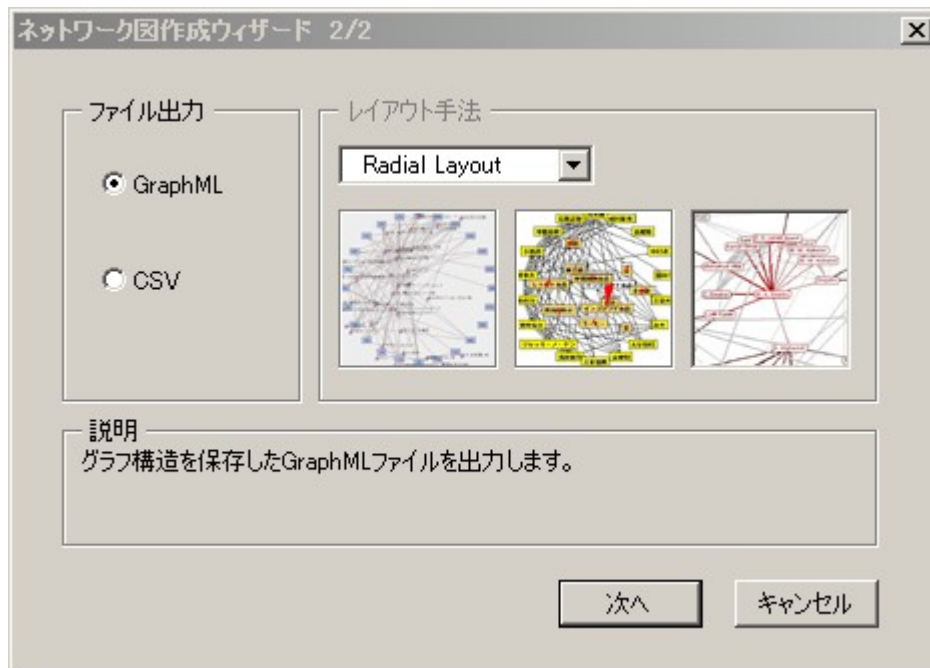 ネットワーク図作成ウィザード 2/2
ファイル出力
GraphML
CSV
レイアウト手法
Radial Layout
説明
グラフ構造を保存したGraphMLファイルを出力します。
次へ
キャンセル